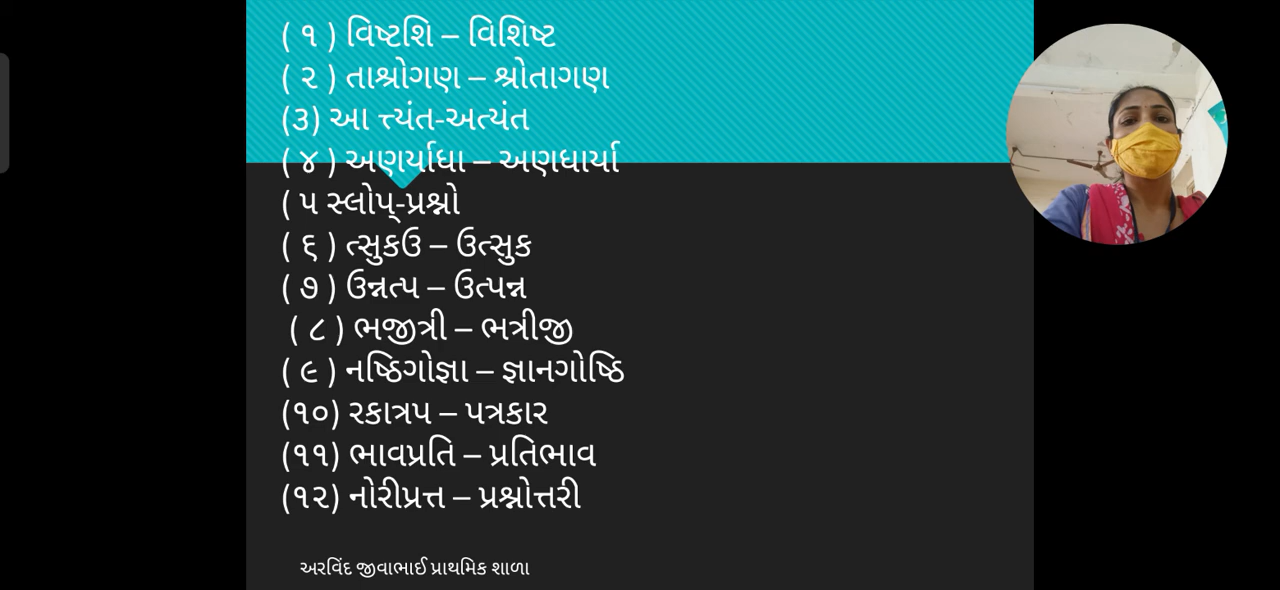 ( ૧ ) વિષ્ટશિ – વિશિષ્ટ
( ૨ ) તાશ્રોગણ – શ્રોતાગણ
(૩) આ ત્ત્યંત-અત્યંત
( ૪ ) અણર્યાધા – અણધાર્યા
( ૫ સ્લોપ્-પ્રશ્નો
( ૬ ) ત્સુકઉ – ઉત્સુક
( ૭ ) ઉન્નત્પ – ઉત્પન્ન
( ૮ ) ભજીત્રી – ભત્રીજી
( ૯ ) નષ્ઠિગોજ્ઞા – જ્ઞાનગોષ્ઠિ
(૧૦) રકાત્રપ – પત્રકાર
(૧૧) ભાવપ્રતિ – પ્રતિભાવ
(૧૨) નોરીપ્રત્ત – પ્રશ્નોત્તરી
અરવિંદ જીવાભાઈ પ્રાથમિક શાળા